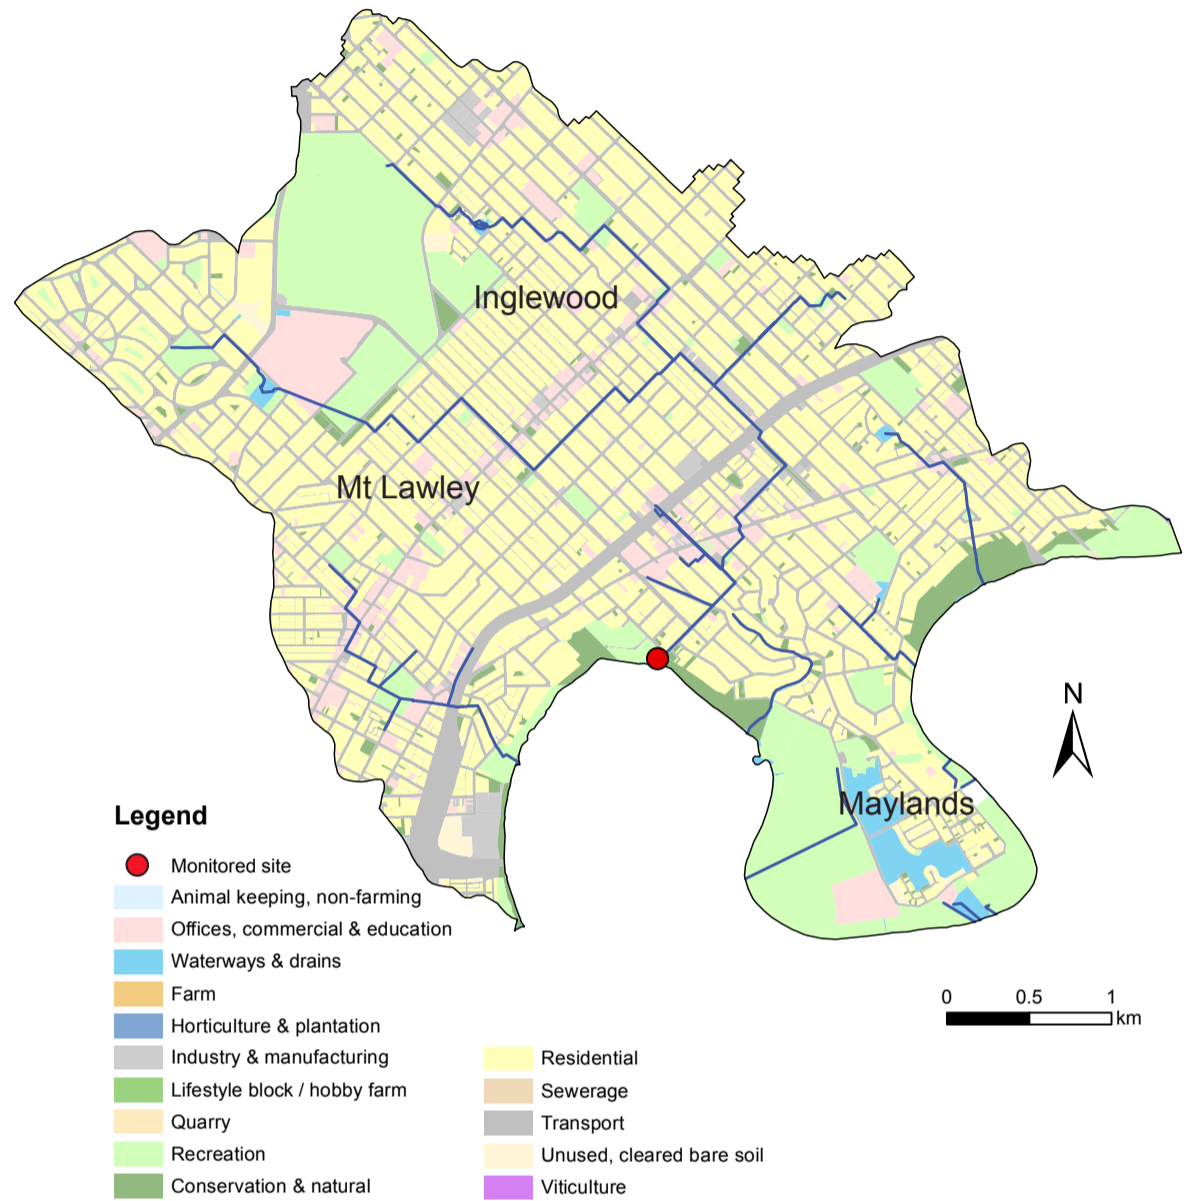 Inglewood
Mt Lawley
N
Maylands
Legend
Monitored site
Animal keeping, non-farming
Offices, commercial & education
Waterways & drains
Farm
Horticulture & plantation
Industry & manufacturing
Lifestyle block / hobby farm
Quarry
Recreation
Conservation & natural
Residential
Sewerage
Transport
Unused, cleared bare soil
Viticulture
0 0.5 1
km